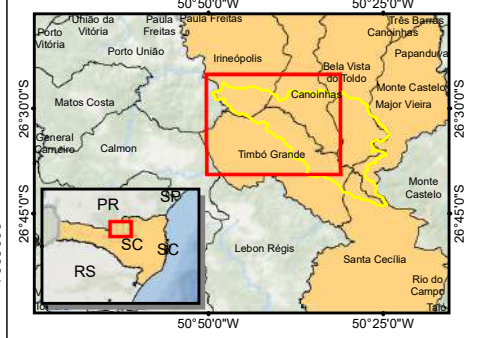 50°50'0"W 50°25'0"W
União da Vitória
Paula Freitas
Paula Freitas
Três Barras
Porto Vitória
Canoinhas
Porto União
Irineópolis
Papanduva
Bela Vista do Toldo
Monte Castelo
Canoinhas
Major Vieira
Matos Costa
26°30'0"S
26°30'0"S
General Carneiro
Calmon
Timbó Grande
Monte Castelo
26°45'0"S
26°45'0"S
PR
SP
SC
SC
RS
Lebon Régis
Santa Cecília
Rio do Campo
Taió
50°50'0"W 50°25'0"W